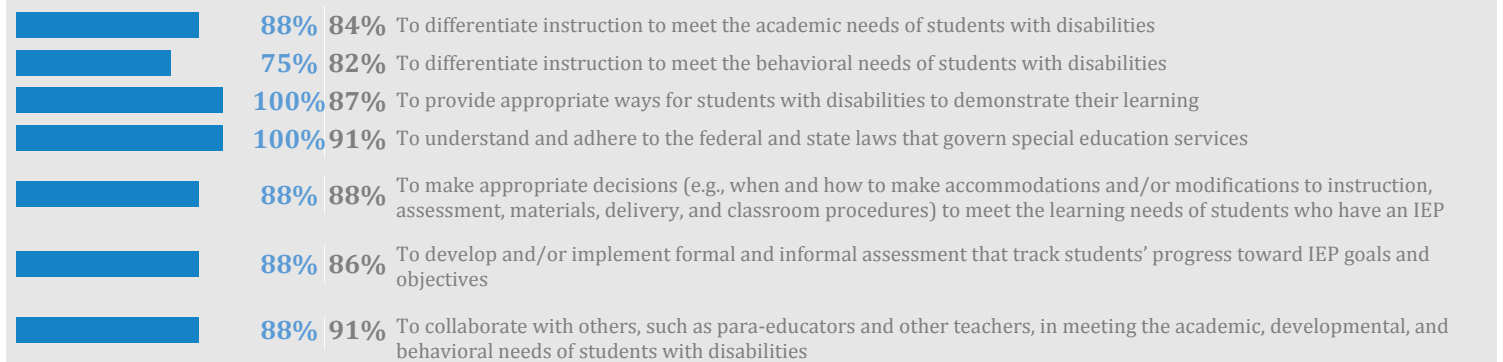 88% 84% To differentiate instruction to meet the academic needs of students with disabilities
75% 82% To differentiate instruction to meet the behavioral needs of students with disabilities
100% 87% To provide appropriate ways for students with disabilities to demonstrate their learning
100% 91% To understand and adhere to the federal and state laws that govern special education services
88% 88% To make appropriate decisions (e.g., when and how to make accommodations and/or modifications to instruction,
assessment, materials, delivery, and classroom procedures) to meet the learning needs of students who have an IEP
88% 86% To develop and/or implement formal and informal assessment that track students’ progress toward IEP goals and
objectives
88% 91% To collaborate with others, such as para-educators and other teachers, in meeting the academic, developmental, and
behavioral needs of students with disabilities